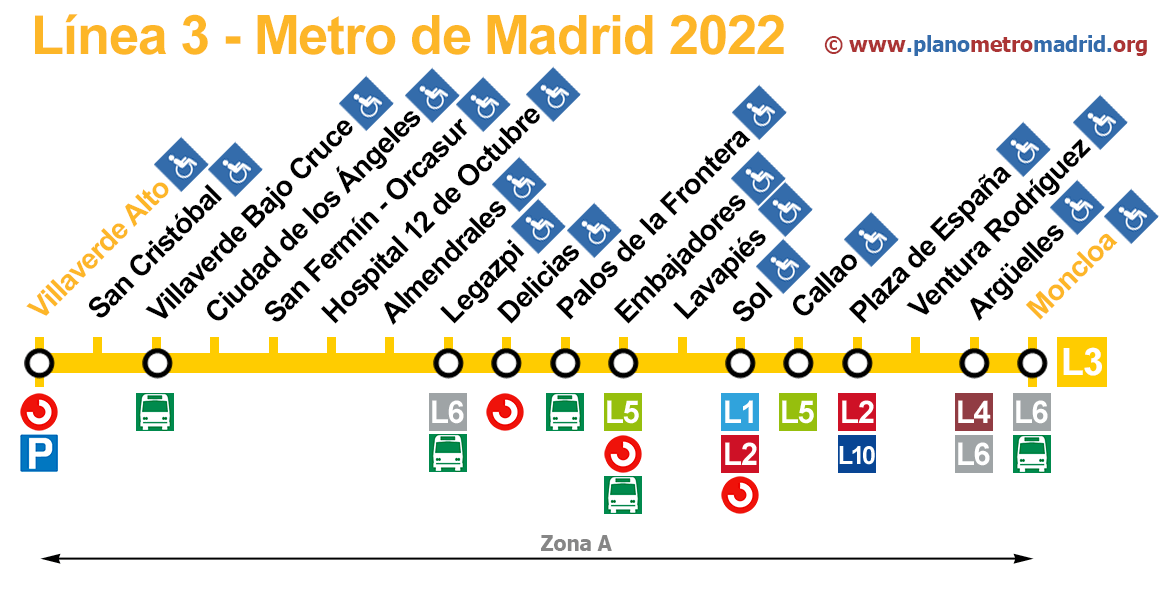 Línea 3 - Metro de Madrid 2022
© www.planometromadrid.org
Villaverde Alto
San Cristóbal
Villaverde Bajo Cruce
Ciudad de los Ángeles
San Fermín - Orcasur
Hospital 12 de Octubre
Almendrales
Legazpi
Delicias
Palos de la Frontera
Embajadores
Lavapiés
Sol
Callao
Plaza de España
Ventura Rodríguez
Argüelles
Moncloa
L3
L6
L5
L1
L5
L2
L4
L6
P
L2
L10
L6
Zona A